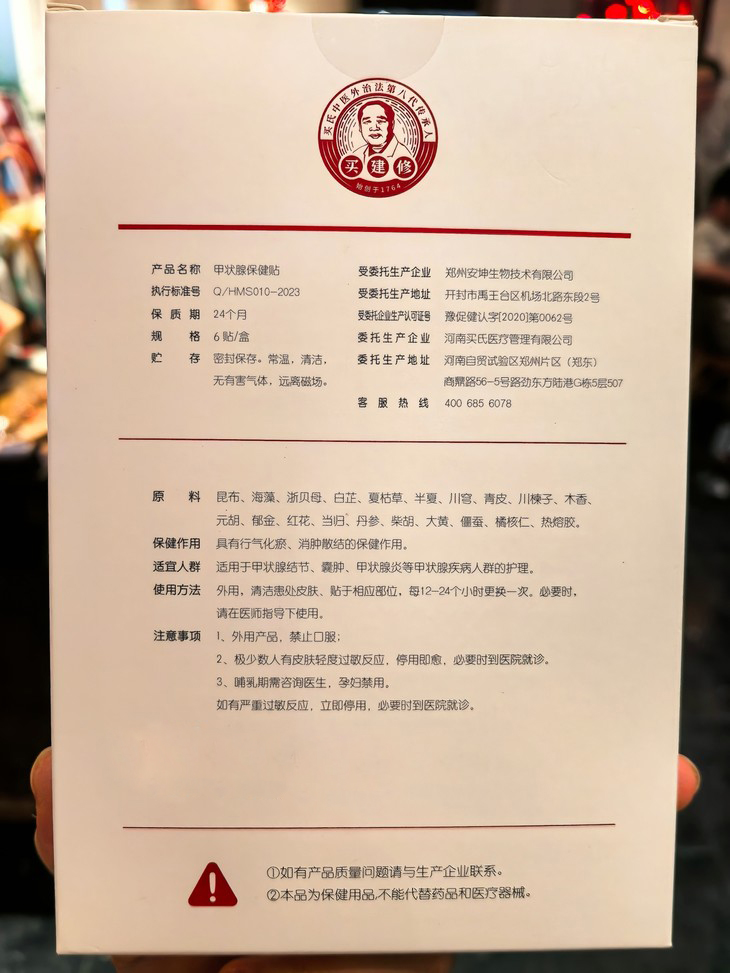 买氏中医外治法第八代传承人
买建修
始创于1764
产品名称 甲状腺保健贴
执行标准号 Q/HMS010-2023
保质期 24个月
规格 6贴/盒
贮存 密封保存。常温，清洁，
无有害气体，远离磁场。
受委托生产企业 郑州安坤生物技术有限公司
受委托生产地址 开封市禹王台区机场北路东段2号
受委托企业生产认可证号 豫促健认字[2020]第0062号
委托生产企业 河南买氏医疗管理有限公司
委托生产地址 河南自贸试验区郑州片区（郑东）
商鼎路56-5号路劲东方陆港G栋5层507
客服热线 400 685 6078
原料 昆布、海藻、浙贝母、白芷、夏枯草、半夏、川芎、青皮、川楝子、木香、
元胡、郁金、红花、当归、丹参、柴胡、大黄、僵蚕、橘核仁、热熔胶。
保健作用 具有行气化瘀、消肿散结的保健作用。
适宜人群 适用于甲状腺结节、囊肿、甲状腺炎等甲状腺疾病人群的护理。
使用方法 外用，清洁患处皮肤、贴于相应部位，每12-24个小时更换一次。必要时，
请在医师指导下使用。
注意事项 1、外用产品，禁止口服；
2、极少数人有皮肤轻度过敏反应，停用即愈，必要时到医院就诊。
3、哺乳期需咨询医生，孕妇禁用。
如有严重过敏反应，立即停用，必要时到医院就诊。
①如有产品质量问题请与生产企业联系。
②本品为保健用品,不能代替药品和医疗器械。